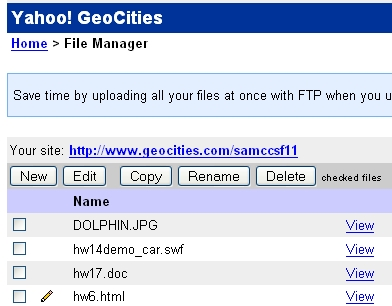 Yahoo! GeoCities
Home > File Manager
Save time by uploading all your files at once with FTP when you u
Your site: http://www.geocities.com/samccsf11
New Edit Copy Rename Delete checked files
Name
DOLPHIN.JPG View
hw14demo_car.swf View
hw17.doc View
hw6.html View